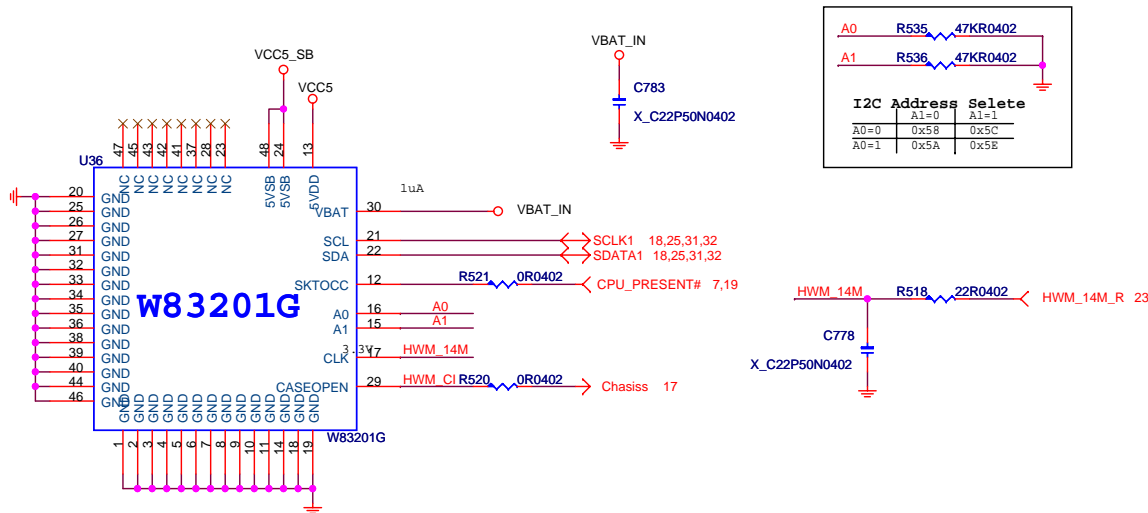 VCC5_SB
VCC5
VBAT_IN
C783
X_C22P50N0402
A0 R535 47KR0402
A1 R536 47KR0402
I2C Address Selete
A1=0 A1=1
A0=0 0x58 0x5C
A0=1 0x5A 0x5E
U36
47 45 43 42 41 37 28 23 48 24 13
NC NC NC NC NC NC NC NC 5VSB 5VSB 5VDD
1uA
20 GND
25 GND
26 GND
27 GND
31 GND
32 GND
33 GND
34 GND
35 GND
36 GND
38 GND
39 GND
40 GND
44 GND
46 GND
W83201G
VBAT 30 VBAT_IN
SCL 21 SCLK1 18,25,31,32
SDA 22 SDATA1 18,25,31,32
SKTOCC 12 R521 0R0402 CPU_PRESENT# 7,19
A0 16 A0
A1 15 A1
3.3V
CLK 17 HWM_14M
CASEOPEN 29 HWM_CI R520 0R0402 Chasiss 17
GND GND GND GND GND GND GND GND GND GND GND GND GND GND
1 2 3 4 5 6 7 8 9 10 11 14 18 19
W83201G
HWM_14M R518 22R0402 HWM_14M_R 23
C778
X_C22P50N0402